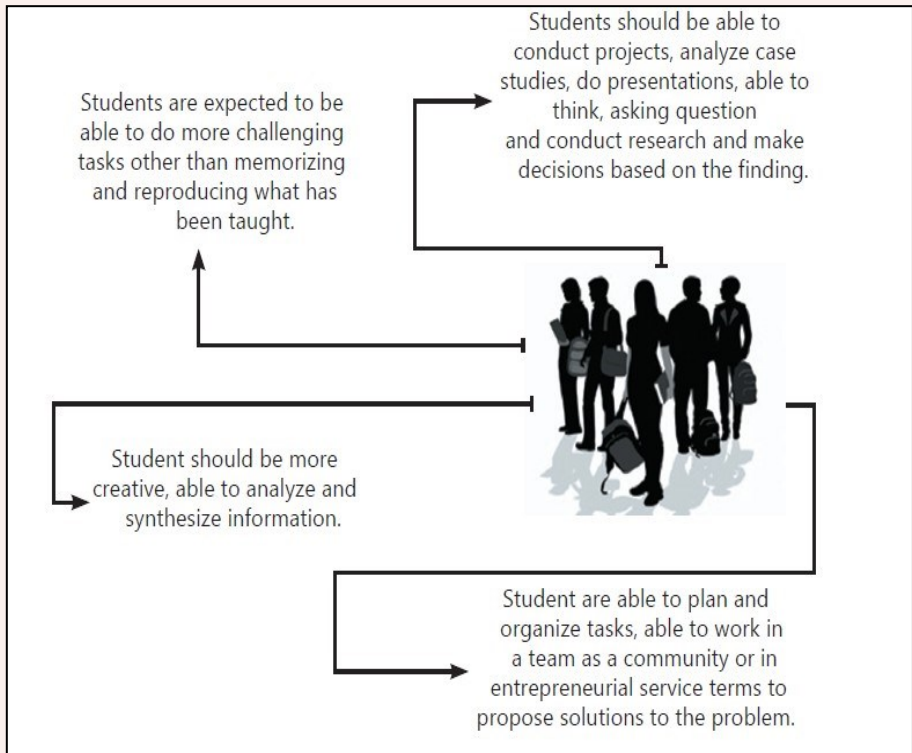 Students should be able to
conduct projects, analyze case
studies, do presentations, able to
think, asking question
and conduct research and make
decisions based on the finding.
Students are expected to be
able to do more challenging
tasks other than memorizing
and reproducing what has
been taught.
Student should be more
creative, able to analyze and
synthesize information.
Student are able to plan and
organize tasks, able to work in
a team as a community or in
entrepreneurial service terms to
propose solutions to the problem.